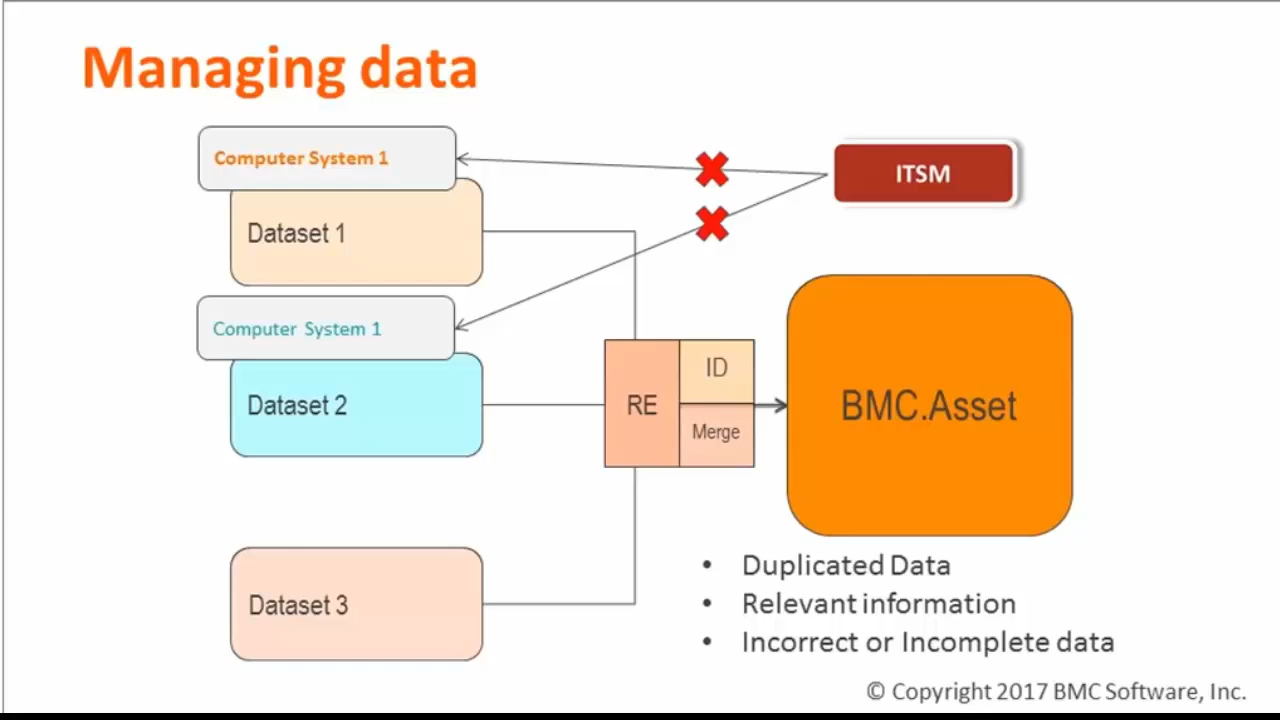 Managing data
Computer System 1
ITSM
Dataset 1
Computer System 1
Dataset 2
RE
ID
Merge
BMC.Asset
Dataset 3
• Duplicated Data
• Relevant information
• Incorrect or Incomplete data
© Copyright 2017 BMC Software, Inc.